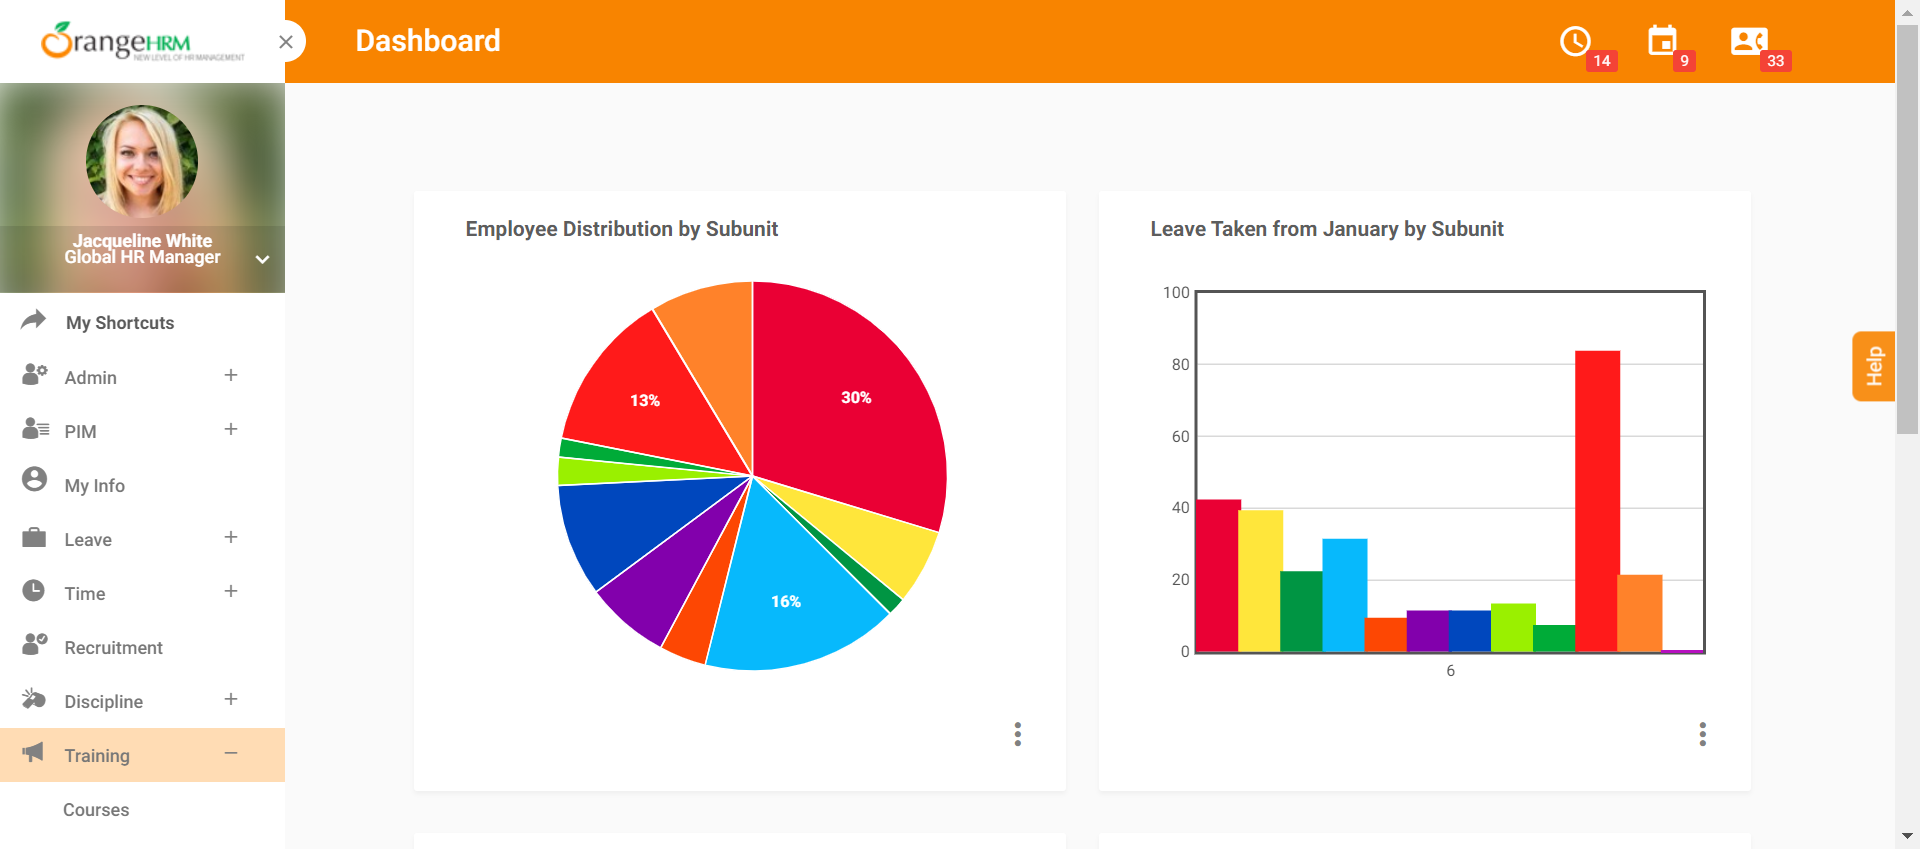 OrangeHRM
NEW LEVEL OF HR MANAGEMENT
Dashboard
14
9
33
Jacqueline White
Global HR Manager
My Shortcuts
Admin
PIM
My Info
Leave
Time
Recruitment
Discipline
Training
Courses
Employee Distribution by Subunit
30%
13%
16%
Leave Taken from January by Subunit
100
80
60
40
20
0
6
Help